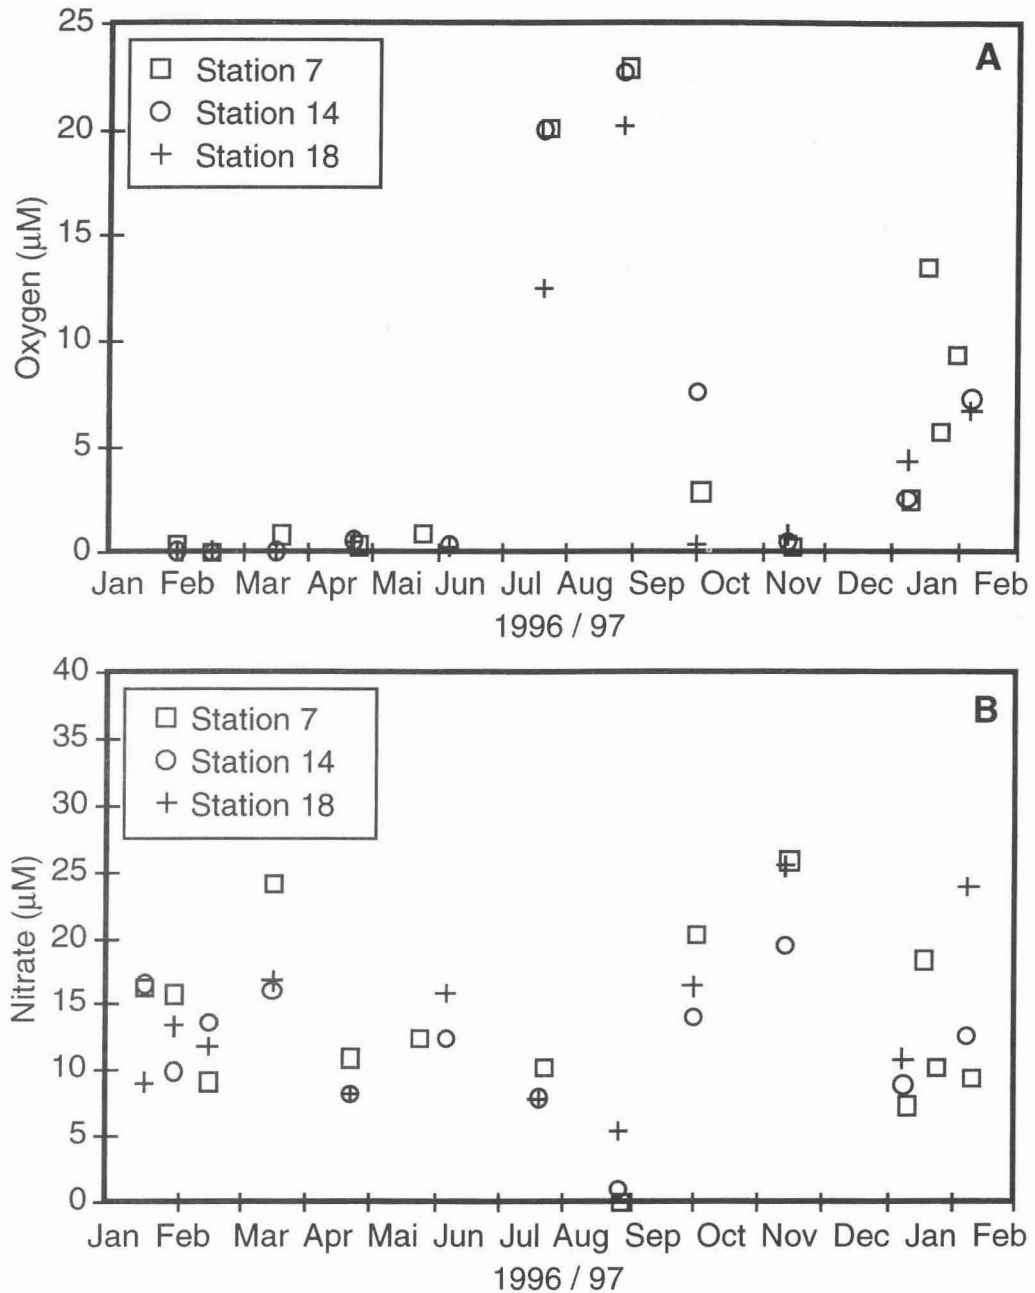 25
A
Station 7
Station 14
20
Station 18
15
Oxygen (µM)
10
5
0
Jan Feb Mar Apr Mai Jun Jul Aug Sep Oct Nov Dec Jan Feb
1996 / 97
40
B
Station 7
35
Station 14
30
Station 18
25
Nitrate (µM)
20
15
10
5
0
Jan Feb Mar Apr Mai Jun Jul Aug Sep Oct Nov Dec Jan Feb
1996 / 97